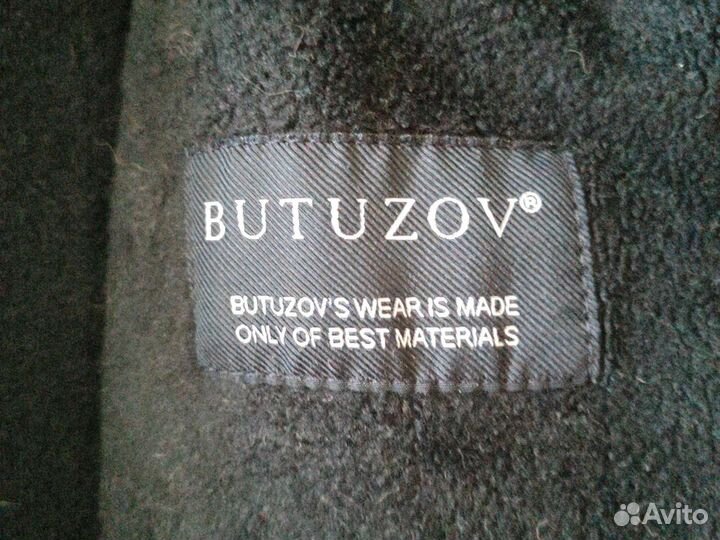 BUTUZOV®
BUTUZOV'S WEAR IS MADE
ONLY OF BEST MATERIALS
Avito